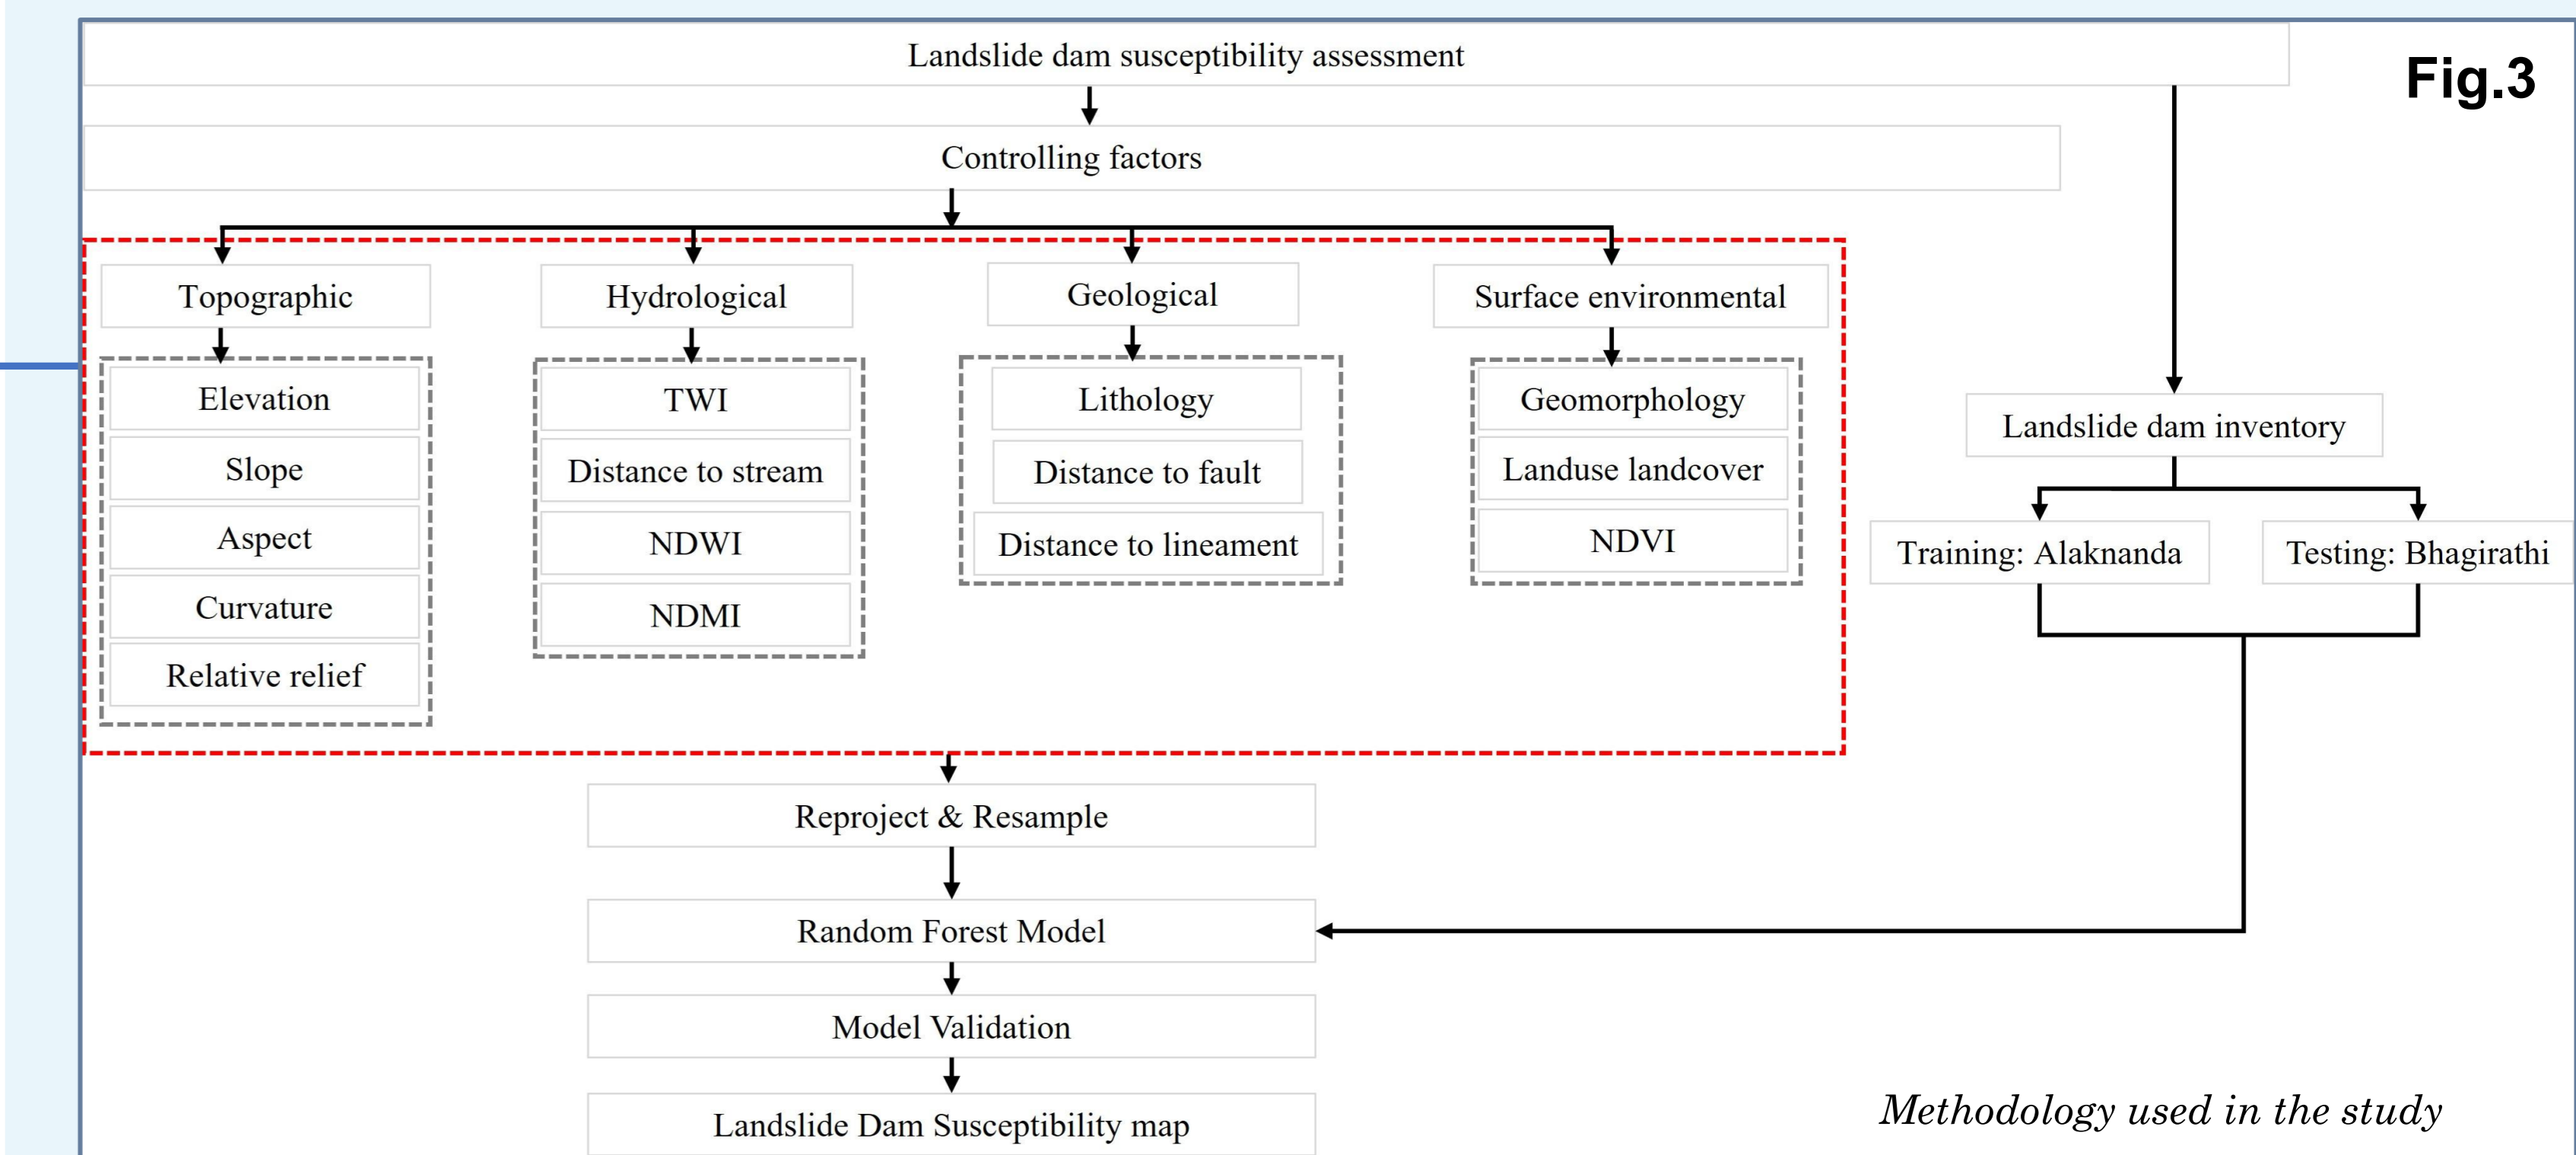 Landslide dam susceptibility assessment
Fig.3
Controlling factors
Topographic
Elevation
Slope
Aspect
Curvature
Relative relief
Hydrological
TWI
Distance to stream
NDWI
NDMI
Geological
Lithology
Distance to fault
Distance to lineament
Surface environmental
Geomorphology
Landuse landcover
NDVI
Landslide dam inventory
Training: Alaknanda
Testing: Bhagirathi
Reproject & Resample
Random Forest Model
Model Validation
Landslide Dam Susceptibility map
Methodology used in the study